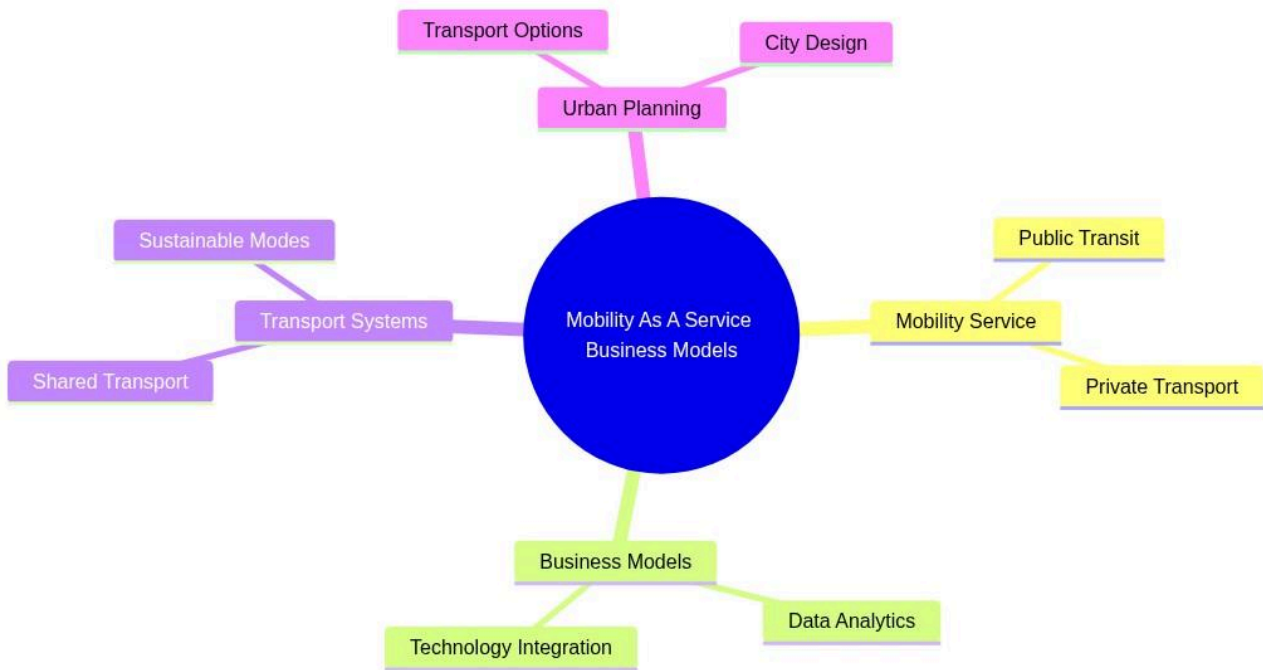 Transport Options
City Design
Urban Planning
Sustainable Modes
Public Transit
Transport Systems
Mobility As A Service
Business Models
Mobility Service
Shared Transport
Private Transport
Business Models
Data Analytics
Technology Integration